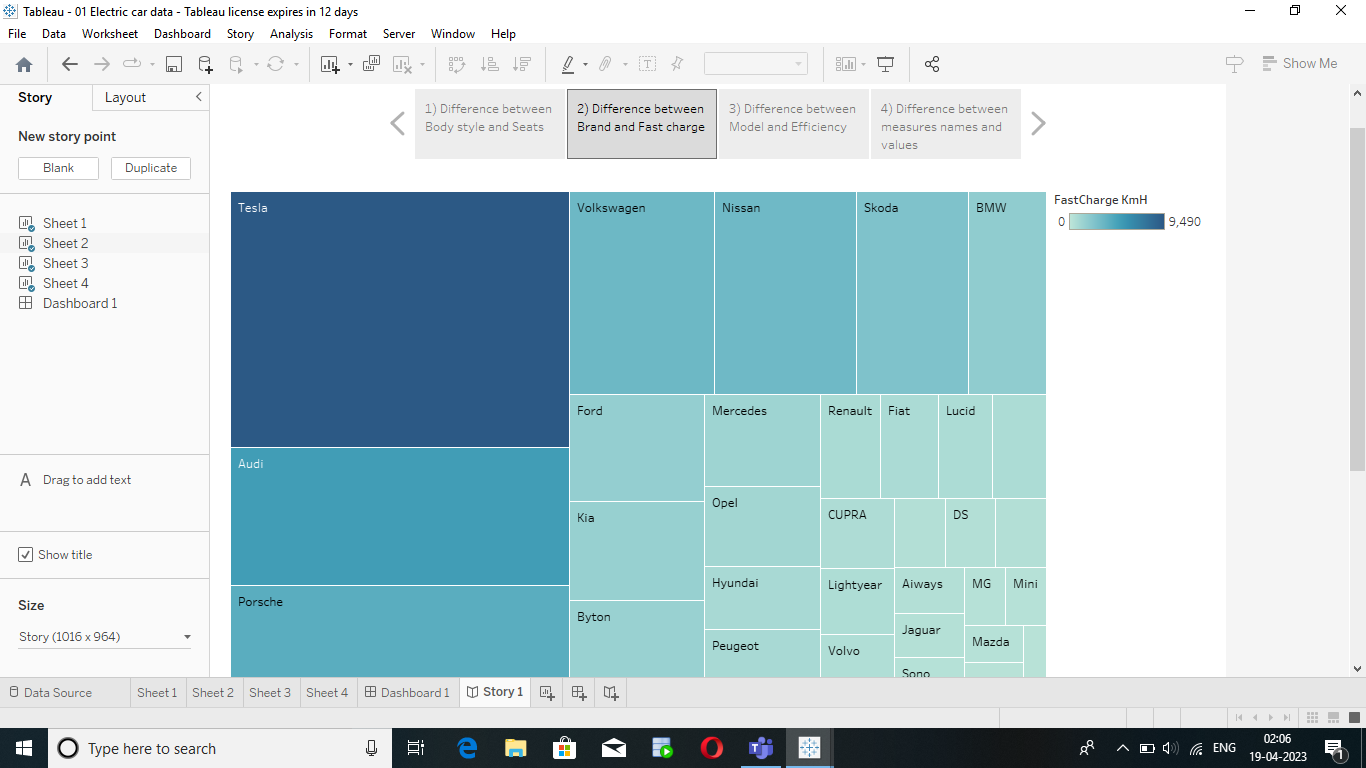 Tableau - 01 Electric car data - Tableau license expires in 12 days
File Data Worksheet Dashboard Story Analysis Format Server Window Help
Show Me
Story Layout
New story point
Blank Duplicate
Sheet 1
Sheet 2
Sheet 3
Sheet 4
Dashboard 1
A Drag to add text
Show title
Size
Story (1016 x 964)
1) Difference between
Body style and Seats
2) Difference between
Brand and Fast charge
3) Difference between
Model and Efficiency
4) Difference between
measures names and
values
Tesla
Audi
Porsche
Volkswagen
Nissan
Skoda
BMW
Ford
Kia
Byton
Mercedes
Opel
Hyundai
Peugeot
Renault
Fiat
Lucid
CUPRA
DS
Lightyear
Volvo
Aiways
Jaguar
Sono
MG
Mini
Mazda
FastCharge KmH
0 9,490
Data Source Sheet 1 Sheet 2 Sheet 3 Sheet 4 Dashboard 1 Story 1
Type here to search
ENG
02:06
19-04-2023
1